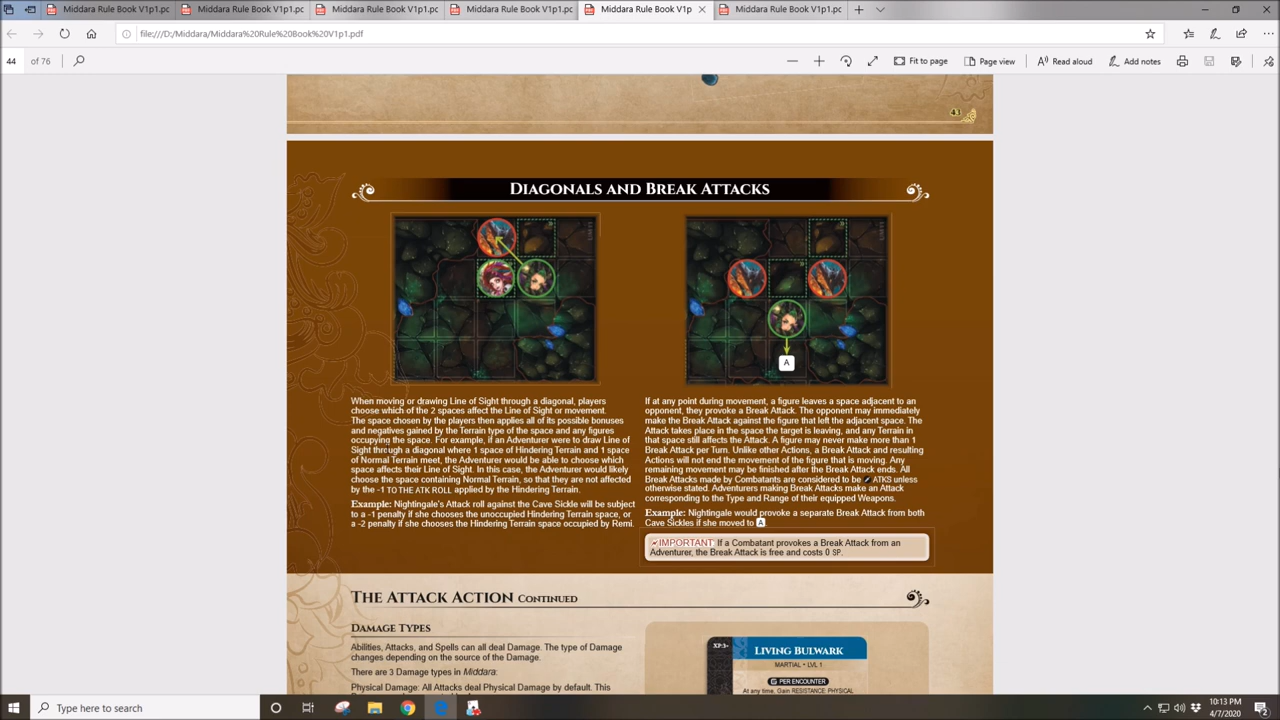 Middara Rule Book V1p1.pc
Middara Rule Book V1p1.pc
Middara Rule Book V1p1.pc
Middara Rule Book V1p1.pc
Middara Rule Book V1p
Middara Rule Book V1p1.pc
file:///D:/Middara/Middara%20Rule%20Book%20V1p1.pdf
44 of 76
Fit to page
Page view
Read aloud
Add notes
43
Diagonals and Break Attacks
A
When moving or drawing Line of Sight through a diagonal, players
choose which of the 2 spaces affect the Line of Sight or movement.
The space chosen by the players then applies all of its possible bonuses
and negatives gained by the Terrain type of the space and any figures
occupying the space. For example, if an Adventurer were to draw Line of
Sight through a diagonal where 1 space of Hindering Terrain and 1 space
of Normal Terrain meet, the Adventurer would be able to choose which
space affects their Line of Sight. In this case, the Adventurer would likely
choose the space containing Normal Terrain, so that they are not affected
by the -1 TO THE ATK ROLL applied by the Hindering Terrain.
Example: Nightingale's Attack roll against the Cave Sickle will be subject
to a -1 penalty if she chooses the unoccupied Hindering Terrain space, or
a -2 penalty if she chooses the Hindering Terrain space occupied by Remi.
If at any point during movement, a figure leaves a space adjacent to an
opponent, they provoke a Break Attack. The opponent may immediately
make the Break Attack against the figure that left the adjacent space. The
Attack takes place in the space the target is leaving, and any Terrain in
that space still affects the Attack. A figure may never make more than 1
Break Attack per Turn. Unlike other Actions, a Break Attack and resulting
Actions will not end the movement of the figure that is moving. Any
remaining movement may be finished after the Break Attack ends. All
Break Attacks made by Combatants are considered to be ATKS unless
otherwise stated. Adventurers making Break Attacks make an Attack
corresponding to the Type and Range of their equipped Weapons.
Example: Nightingale would provoke a separate Break Attack from both
Cave Sickles if she moved to A.
IMPORTANT: If a Combatant provokes a Break Attack from an
Adventurer, the Break Attack is free and costs 0 SP.
The Attack Action Continued
Damage Types
Abilities, Attacks, and Spells can all deal Damage. The type of Damage
changes depending on the source of the Damage.
There are 3 Damage types in Middara:
Physical Damage: All Attacks deal Physical Damage by default. This
XP:3+
Living Bulwark
MARTIAL • LVL 1
PER ENCOUNTER
At any time, Gain RESISTANCE: PHYSICAL
Type here to search
10:13 PM
4/7/2020
2